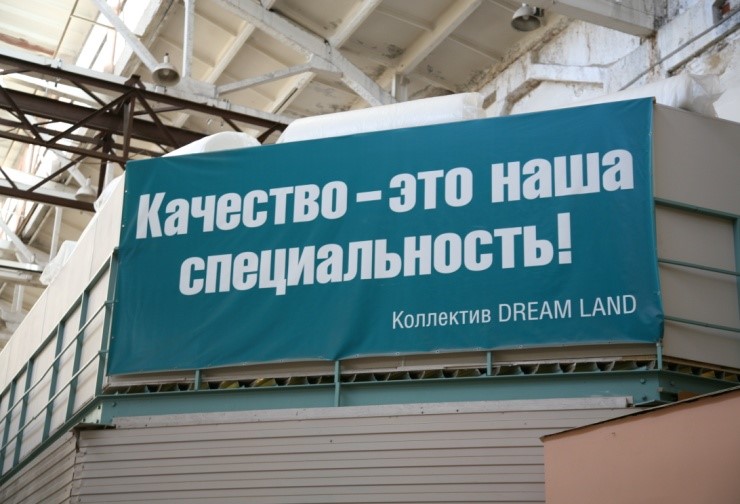 Качество – это наша
специальность!
Коллектив DREAM LAND